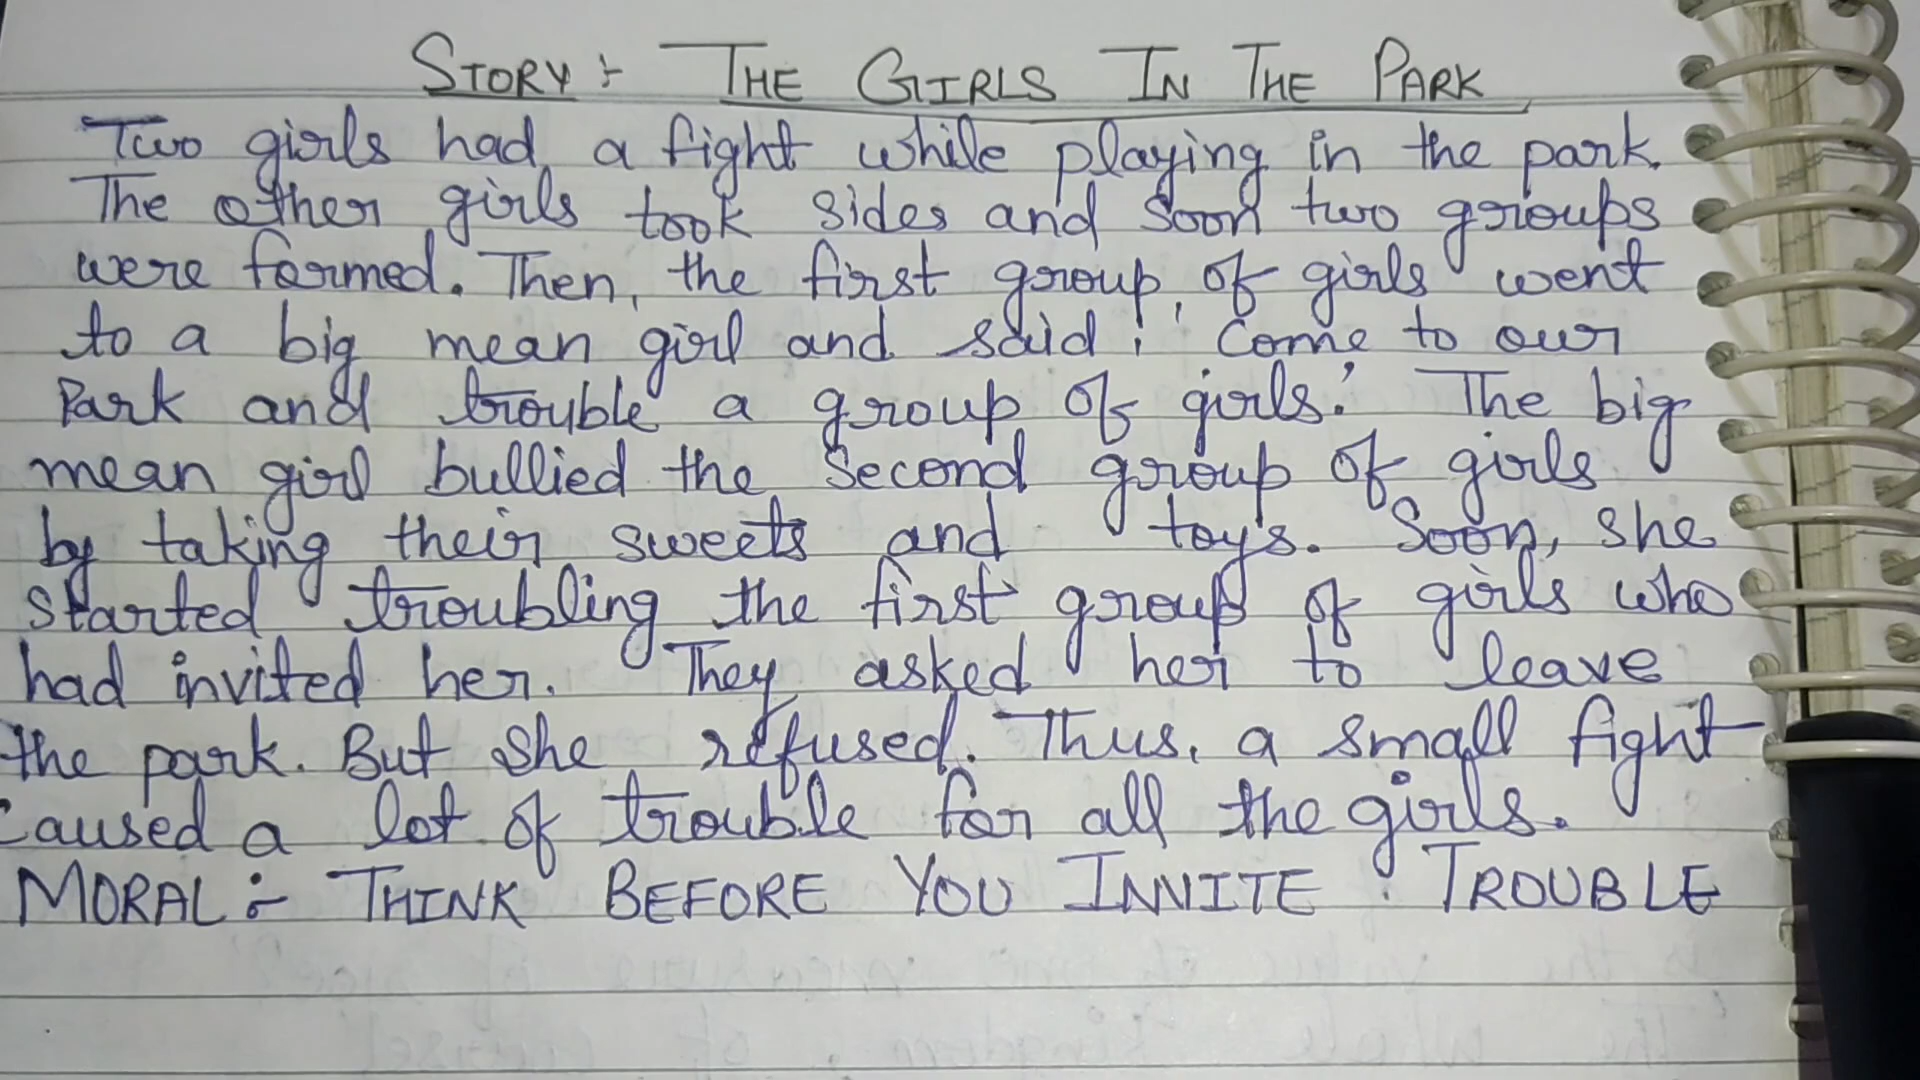 STORY :- THE GIRLS IN THE PARK
Two girls had a fight while playing in the park.
The other girls took sides and soon two groups
were formed. Then, the first group of girls went
to a big mean girl and said: 'Come to our
Park and trouble a group of girls.' The big
mean girl bullied the second group of girls
by taking their sweets and toys. Soon, she
started troubling the first group of girls who
had invited her. They asked her to leave
the park. But she refused. Thus, a small fight
caused a lot of trouble for all the girls.
MORAL :- THINK BEFORE YOU INVITE TROUBLE